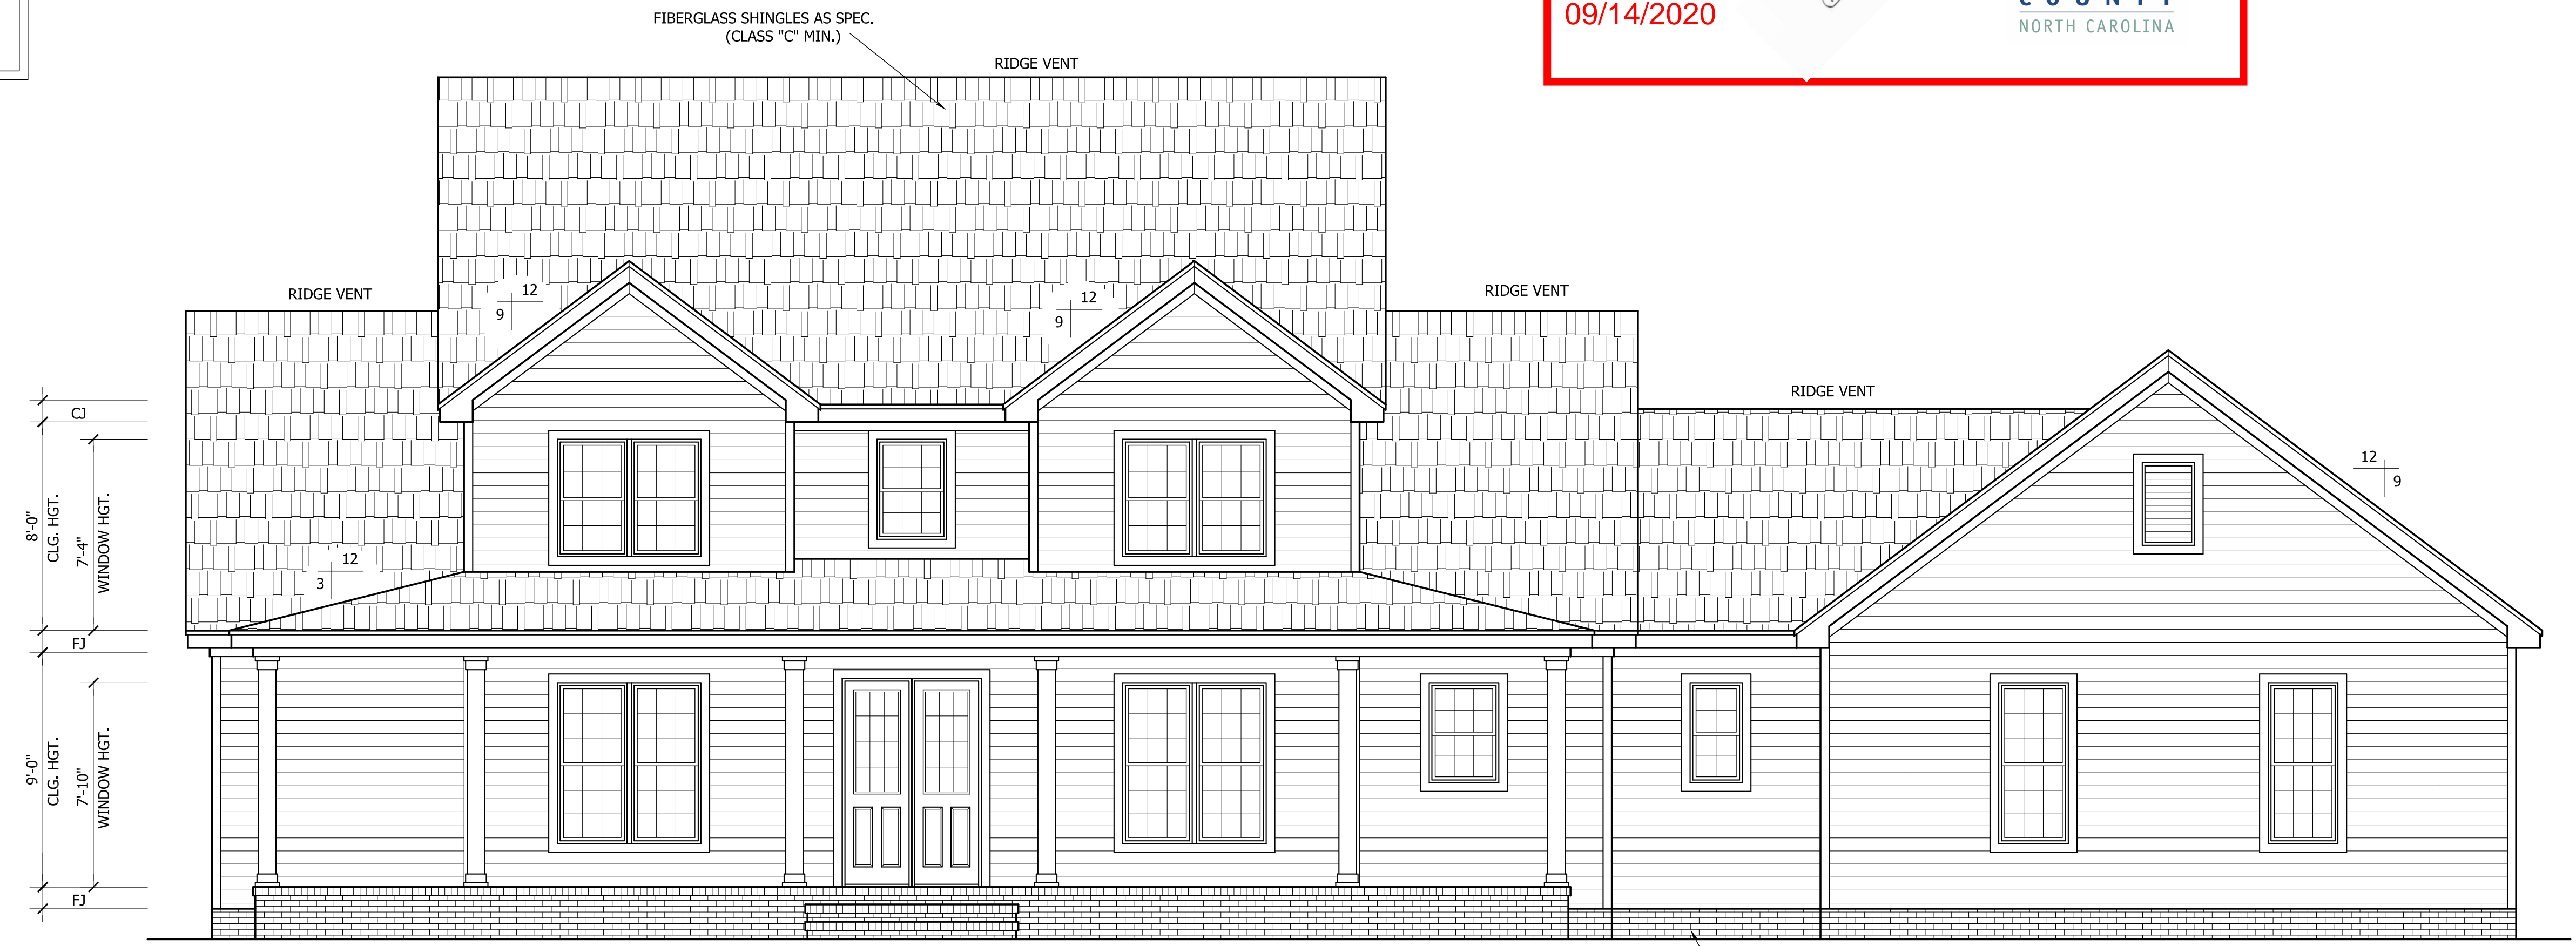 FIBERGLASS SHINGLES AS SPEC.
(CLASS "C" MIN.)
09/14/2020
NORTH CAROLINA
RIDGE VENT
RIDGE VENT
RIDGE VENT
RIDGE VENT
12
9
12
9
12
9
12
3
CJ
8'-0"
CLG. HGT.
7'-4"
WINDOW HGT.
FJ
9'-0"
CLG. HGT.
7'-10"
WINDOW HGT.
FJ